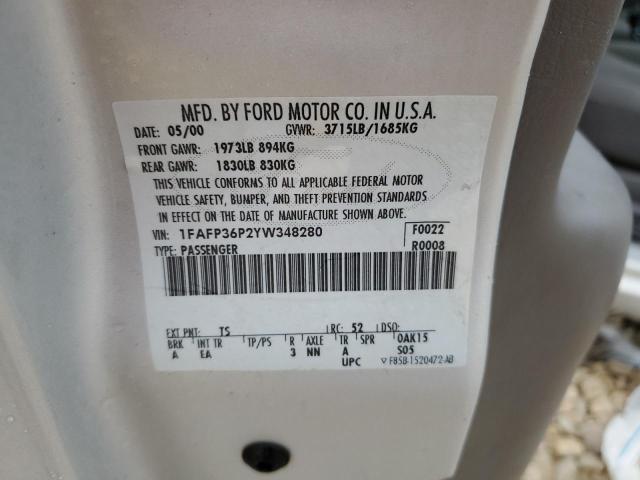 MFD. BY FORD MOTOR CO. IN U.S.A.
DATE: 05/00 GVWR: 3715LB/1685KG
FRONT GAWR: 1973LB 894KG
REAR GAWR: 1830LB 830KG
THIS VEHICLE CONFORMS TO ALL APPLICABLE FEDERAL MOTOR
VEHICLE SAFETY, BUMPER, AND THEFT PREVENTION STANDARDS
IN EFFECT ON THE DATE OF MANUFACTURE SHOWN ABOVE.
VIN: 1FAFP36P2YW348280 F0022
TYPE: PASSENGER R0008
EXT PNT: TS RC: 52 DSO:
BRK INT TR TP/PS R AXLE TR SPR 0AK15
A EA 3 NN A S05
UPC F85B-1520472-AB